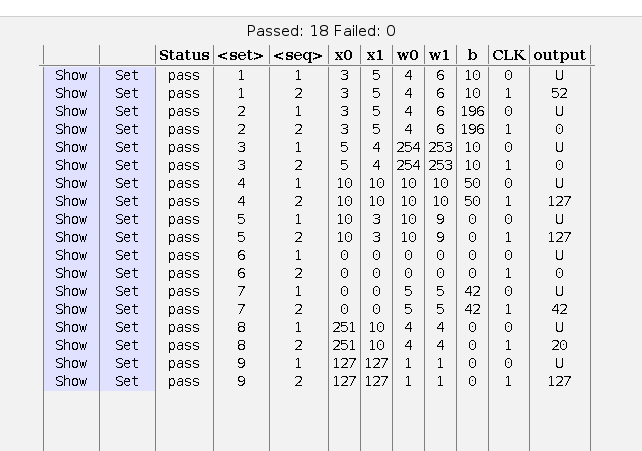 Passed: 18 Failed: 0
Status <set> <seq> x0 x1 w0 w1 b CLK output
Show Set pass 1 1 3 5 4 6 10 0 U
Show Set pass 1 2 3 5 4 6 10 1 52
Show Set pass 2 1 3 5 4 6 196 0 U
Show Set pass 2 2 3 5 4 6 196 1 0
Show Set pass 3 1 5 4 254 253 10 0 U
Show Set pass 3 2 5 4 254 253 10 1 0
Show Set pass 4 1 10 10 10 10 50 0 U
Show Set pass 4 2 10 10 10 10 50 1 127
Show Set pass 5 1 10 3 10 9 0 0 U
Show Set pass 5 2 10 3 10 9 0 1 127
Show Set pass 6 1 0 0 0 0 0 0 U
Show Set pass 6 2 0 0 0 0 0 1 0
Show Set pass 7 1 0 0 5 5 42 0 U
Show Set pass 7 2 0 0 5 5 42 1 42
Show Set pass 8 1 251 10 4 4 0 0 U
Show Set pass 8 2 251 10 4 4 0 1 20
Show Set pass 9 1 127 127 1 1 0 0 U
Show Set pass 9 2 127 127 1 1 0 1 127